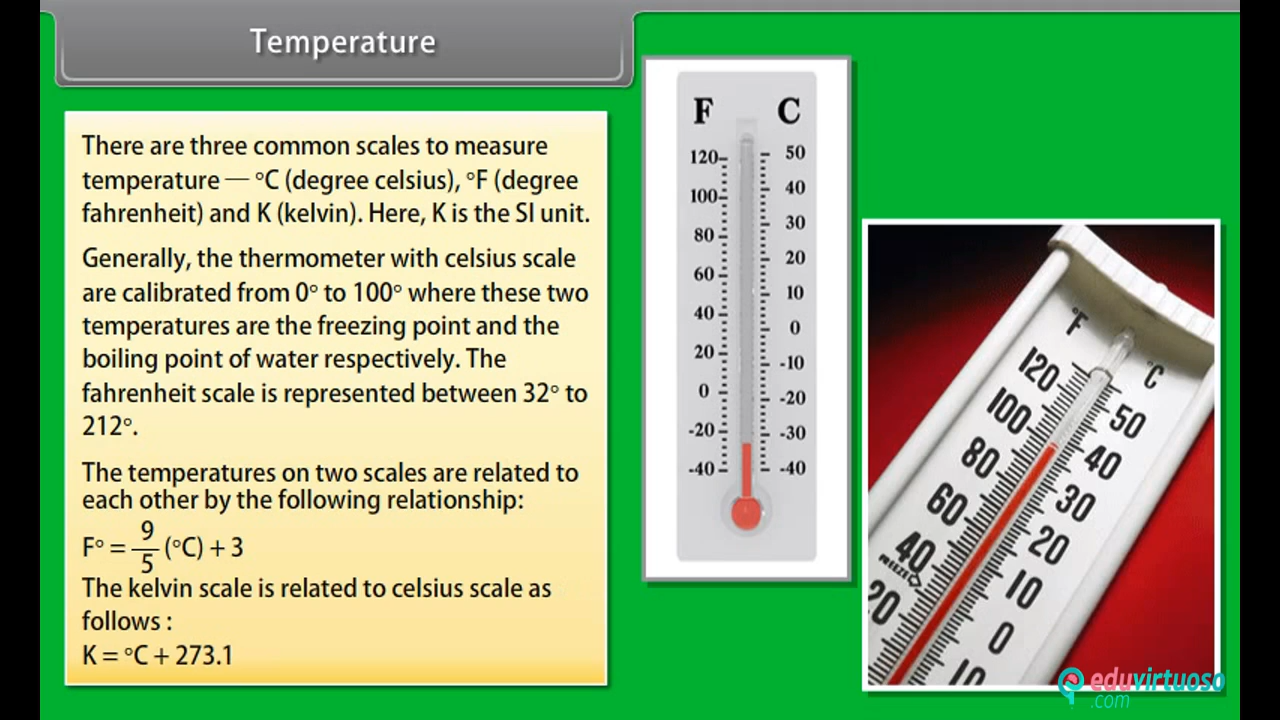 Temperature
There are three common scales to measure
temperature — °C (degree celsius), °F (degree
fahrenheit) and K (kelvin). Here, K is the SI unit.
Generally, the thermometer with celsius scale
are calibrated from 0° to 100° where these two
temperatures are the freezing point and the
boiling point of water respectively. The
fahrenheit scale is represented between 32° to
212°.
The temperatures on two scales are related to
each other by the following relationship:
F° = 9/5 (°C) + 3
The kelvin scale is related to celsius scale as
follows :
K = °C + 273.1
F C
120 50
100 40
80 30
60 20
40 10
20 0
0 -10
-20 -20
-40 -30
-40
°F °C
120 50
100 40
80 30
60 20
40 10
FREEZE
20 0
10
eduvirtuoso
.com